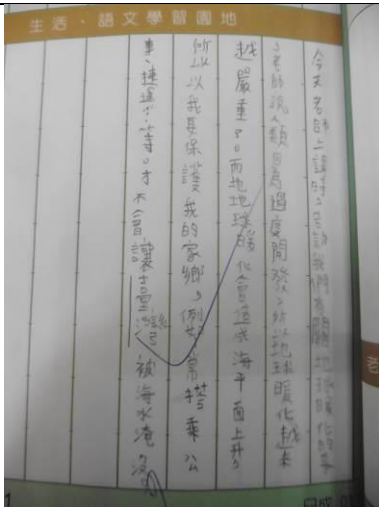 生活、語文學習園地
今天老師上課時,告訴我們有關地球暖化的事
,老師說人類因為過度開發,所以地球暖化越來
越嚴重。而地球暖化會造成海平面上升
所以我要保護我的家鄉,例如:常搭乘公
車、捷運…等。才不會讓 被海水淹沒